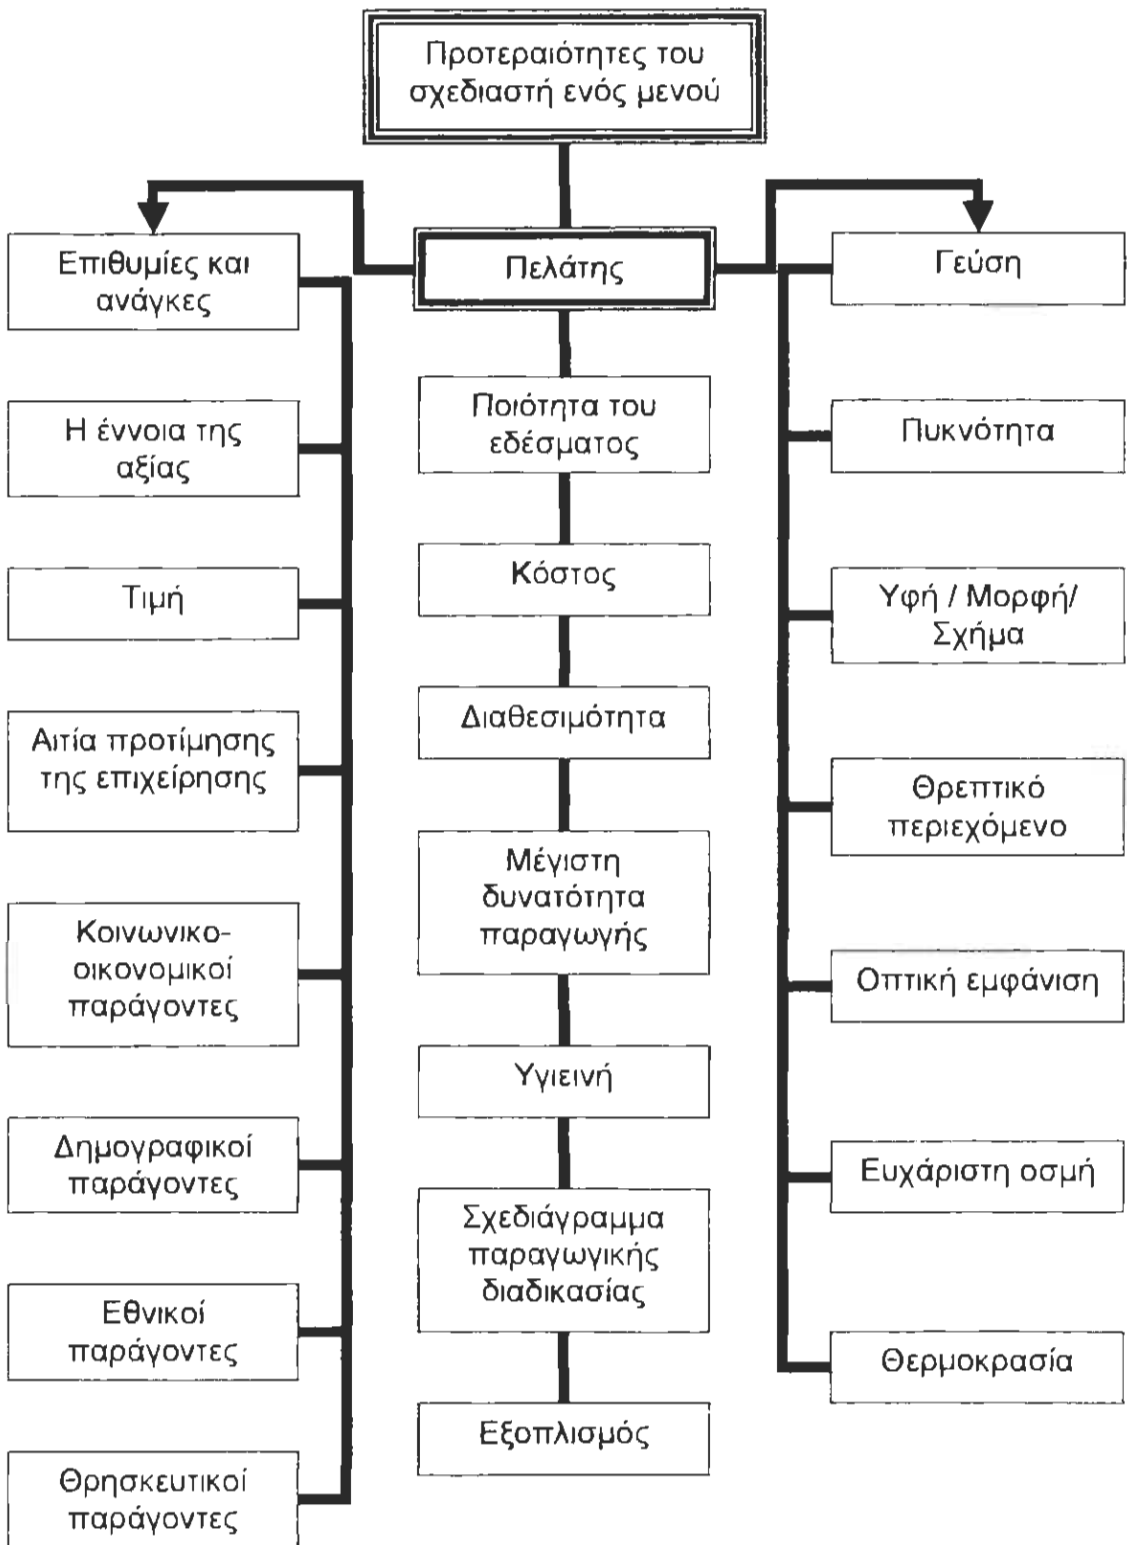 Προτεραιότητες του
σχεδιαστή ενός μενού
Πελάτης
Επιθυμίες και
ανάγκες
Η έννοια της
αξίας
Τιμή
Αιτία προτίμησης
της επιχείρησης
Κοινωνικο-
οικονομικοί
παράγοντες
Δημογραφικοί
παράγοντες
Εθνικοί
παράγοντες
Θρησκευτικοί
παράγοντες
Ποιότητα του
εδέσματος
Κόστος
Διαθεσιμότητα
Μέγιστη
δυνατότητα
παραγωγής
Υγιεινή
Σχεδιάγραμμα
παραγωγικής
διαδικασίας
Εξοπλισμός
Γεύση
Πυκνότητα
Υφή / Μορφή/
Σχήμα
Θρεπτικό
περιεχόμενο
Οπτική εμφάνιση
Ευχάριστη οσμή
Θερμοκρασία